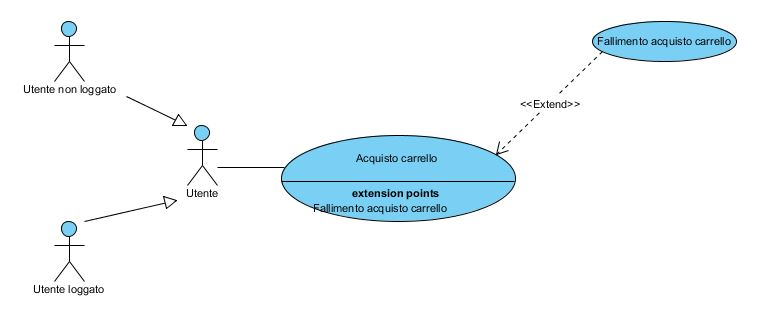 Fallimento acquisto carrello
Utente non loggato
<<Extend>>
Acquisto carrello
Utente
extension points
Fallimento acquisto carrello
Utente loggato